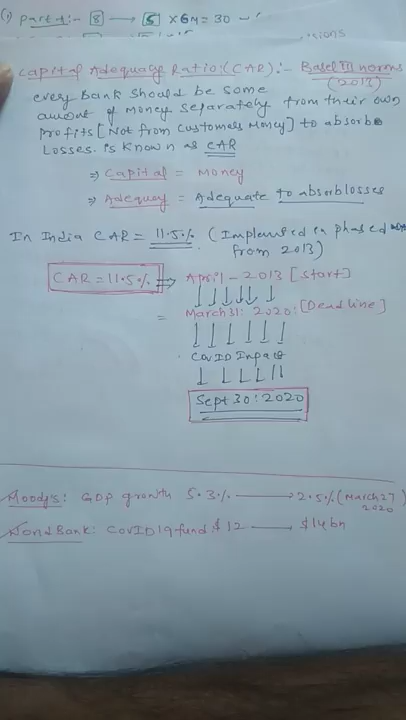 (1) Part-1:- 8 → 5 × 6M = 30
Capital Adequacy Ratio:(CAR):- Basel III norms
(2013)
every Bank should be some
amount of money separately from their own
profits [Not from Customers Money] to absorb
Losses. is known as CAR
⇒ Capital = Money
⇒ Adequacy = Adequate to absorb losses
In India CAR = 11.5% (Implemented in phased
from 2013)
CAR = 11.5% ⇒ April - 2013 [start]
= March 31: 2020: [Deadline]
COVID Impact
Sept 30: 2020
Moody's: GDP growth 5.3% → 2.5% (March 27
2020
World Bank: COVID 19 fund $12 → $14 bn